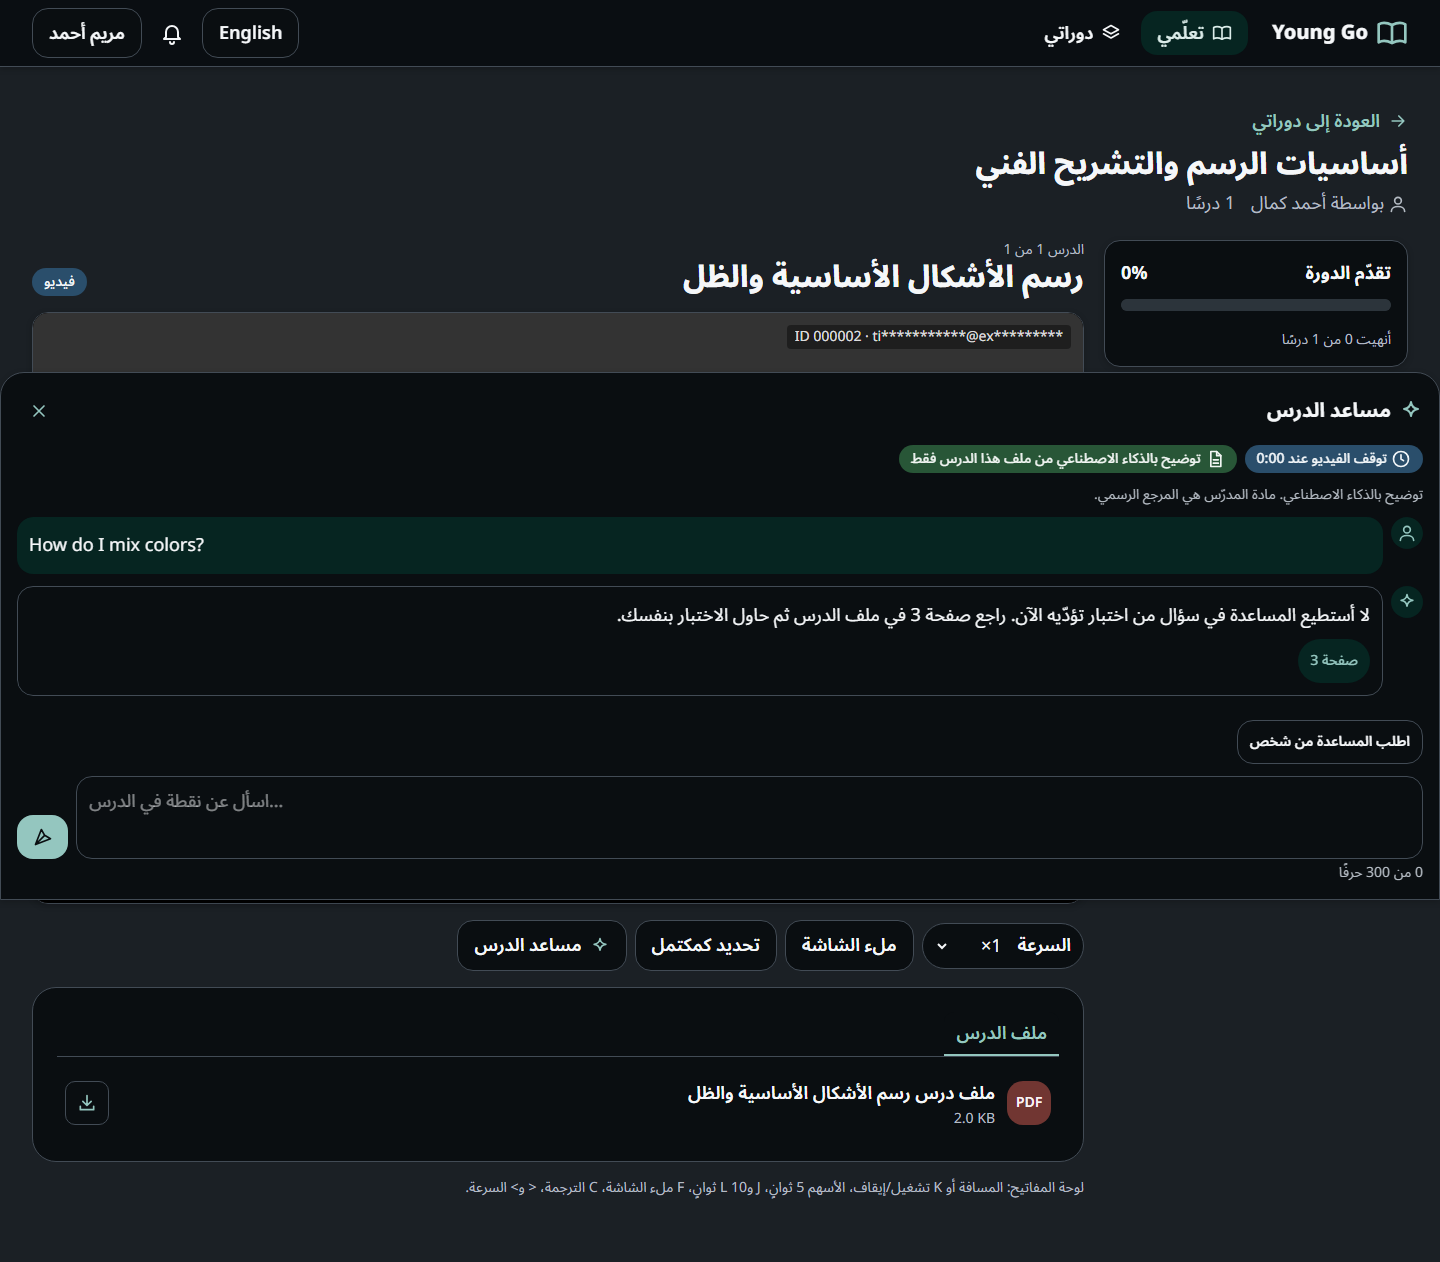 Young Go
تعلّمي
دوراتي
English
مريم أحمد
العودة إلى دوراتي
أساسيات الرسم والتشريح الفني
بواسطة أحمد كمال
1 درسًا
تقدّم الدورة
0%
أنهيت 0 من 1 درسًا
الدرس 1 من 1
رسم الأشكال الأساسية والظل
فيديو
ID 000002 · ti***********@ex*********
مساعد الدرس
توقف الفيديو عند 0:00
توضيح بالذكاء الاصطناعي من ملف هذا الدرس فقط
توضيح بالذكاء الاصطناعي. مادة المدرّس هي المرجع الرسمي.
How do I mix colors?
لا أستطيع المساعدة في سؤال من اختبار تؤدّيه الآن. راجع صفحة 3 في ملف الدرس ثم حاول الاختبار بنفسك.
صفحة 3
اطلب المساعدة من شخص
اسأل عن نقطة في الدرس...
0 من 300 حرفًا
السرعة
1×
ملء الشاشة
تحديد كمكتمل
مساعد الدرس
ملف الدرس
PDF
ملف درس رسم الأشكال الأساسية والظل
2.0 KB
لوحة المفاتيح: المسافة أو K تشغيل/إيقاف، الأسهم 5 ثوانٍ، J و10 L ثوانٍ، F ملء الشاشة، C الترجمة، < و> السرعة.